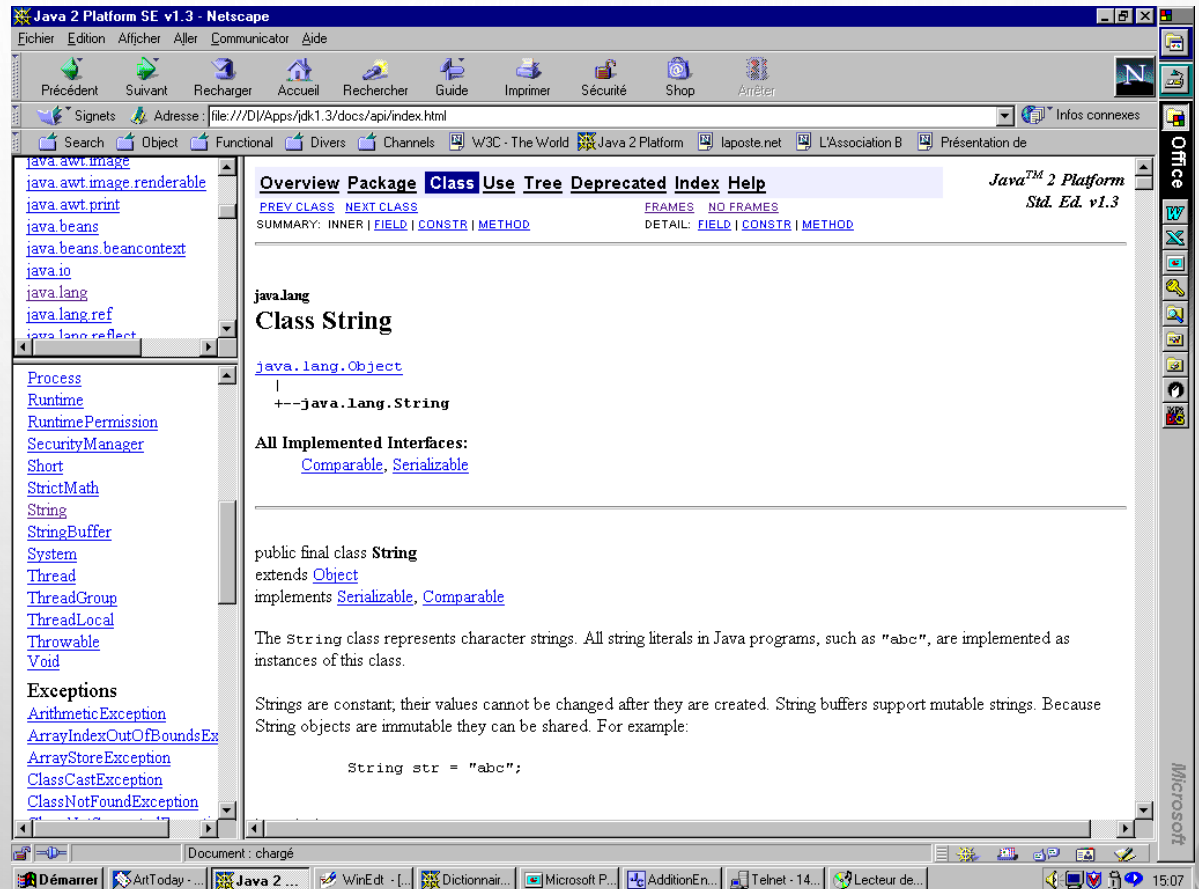 Java 2 Platform SE v1.3 - Netscape
Fichier Edition Afficher Aller Communicator Aide
Précédent Suivant Recharger Accueil Rechercher Guide Imprimer Sécurité Shop Arrêter
N
Signets Adresse : file:///D|/Apps/jdk1.3/docs/api/index.html Infos connexes
Search Object Functional Divers Channels W3C - The World Java 2 Platform laposte.net L'Association B Présentation de
java.awt.image
java.awt.image.renderable
java.awt.print
java.beans
java.beans.beancontext
java.io
java.lang
java.lang.ref
java.lang.reflect
Process
Runtime
RuntimePermission
SecurityManager
Short
StrictMath
String
StringBuffer
System
Thread
ThreadGroup
ThreadLocal
Throwable
Void
Exceptions
ArithmeticException
ArrayIndexOutOfBoundsEx
ArrayStoreException
ClassCastException
ClassNotFoundException
Overview Package Class Use Tree Deprecated Index Help
Java™ 2 Platform
Std. Ed. v1.3
PREV CLASS NEXT CLASS FRAMES NO FRAMES
SUMMARY: INNER | FIELD | CONSTR | METHOD DETAIL: FIELD | CONSTR | METHOD
java.lang
Class String
java.lang.Object
|
+--java.lang.String
All Implemented Interfaces:
Comparable, Serializable
public final class String
extends Object
implements Serializable, Comparable
The String class represents character strings. All string literals in Java programs, such as "abc", are implemented as
instances of this class.
Strings are constant; their values cannot be changed after they are created. String buffers support mutable strings. Because
String objects are immutable they can be shared. For example:
String str = "abc";
Office
Microsoft
Document : chargé
Démarrer ArtToday - ... Java 2 ... WinEdt - [... Dictionnair... Microsoft P... AdditionEn... Telnet - 14... Lecteur de... 15:07